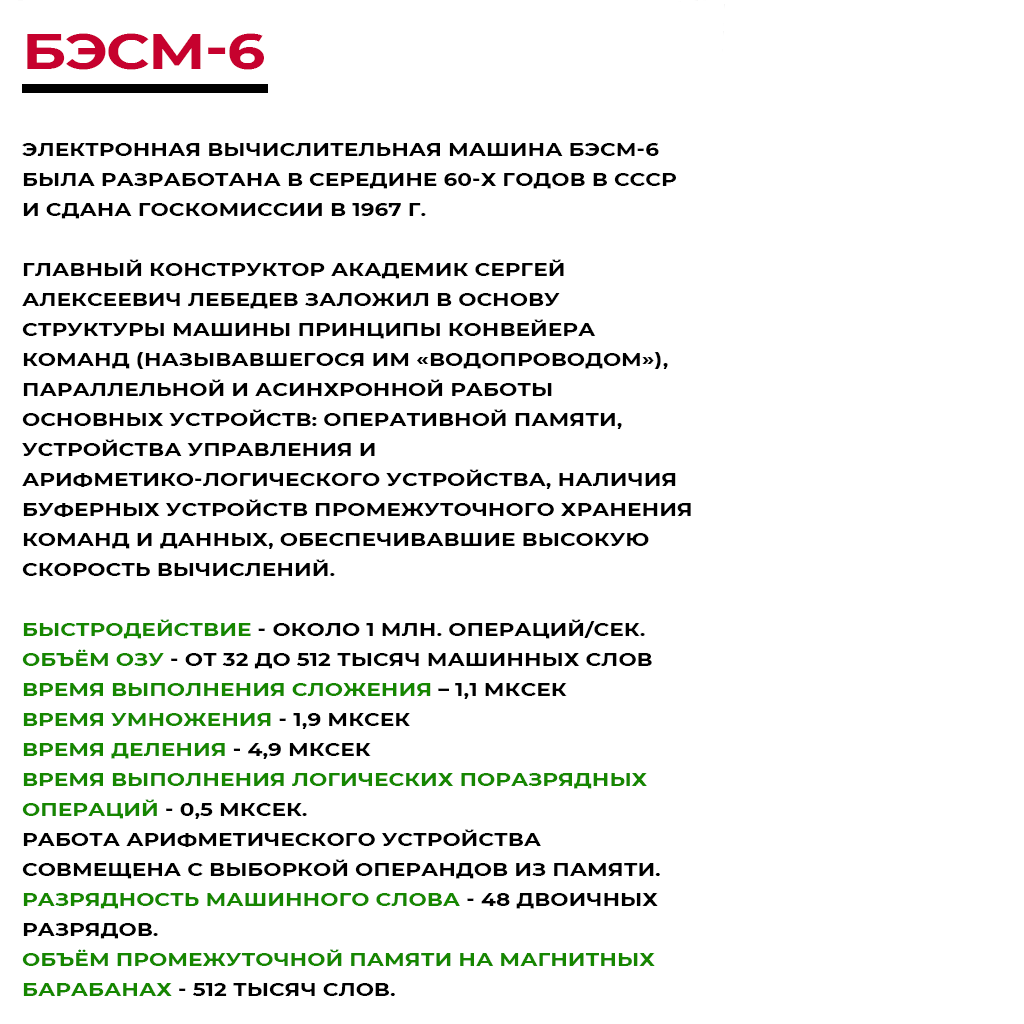 БЭСМ-6
ЭЛЕКТРОННАЯ ВЫЧИСЛИТЕЛЬНАЯ МАШИНА БЭСМ-6
БЫЛА РАЗРАБОТАНА В СЕРЕДИНЕ 60-Х ГОДОВ В СССР
И СДАНА ГОСКОМИССИИ В 1967 Г.
ГЛАВНЫЙ КОНСТРУКТОР АКАДЕМИК СЕРГЕЙ
АЛЕКСЕЕВИЧ ЛЕБЕДЕВ ЗАЛОЖИЛ В ОСНОВУ
СТРУКТУРЫ МАШИНЫ ПРИНЦИПЫ КОНВЕЙЕРА
КОМАНД (НАЗЫВАВШЕГОСЯ ИМ «ВОДОПРОВОДОМ»),
ПАРАЛЛЕЛЬНОЙ И АСИНХРОННОЙ РАБОТЫ
ОСНОВНЫХ УСТРОЙСТВ: ОПЕРАТИВНОЙ ПАМЯТИ,
УСТРОЙСТВА УПРАВЛЕНИЯ И
АРИФМЕТИКО-ЛОГИЧЕСКОГО УСТРОЙСТВА, НАЛИЧИЯ
БУФЕРНЫХ УСТРОЙСТВ ПРОМЕЖУТОЧНОГО ХРАНЕНИЯ
КОМАНД И ДАННЫХ, ОБЕСПЕЧИВАВШИЕ ВЫСОКУЮ
СКОРОСТЬ ВЫЧИСЛЕНИЙ.
БЫСТРОДЕЙСТВИЕ - ОКОЛО 1 МЛН. ОПЕРАЦИЙ/СЕК.
ОБЪЁМ ОЗУ - ОТ 32 ДО 512 ТЫСЯЧ МАШИННЫХ СЛОВ
ВРЕМЯ ВЫПОЛНЕНИЯ СЛОЖЕНИЯ – 1,1 МКСЕК
ВРЕМЯ УМНОЖЕНИЯ - 1,9 МКСЕК
ВРЕМЯ ДЕЛЕНИЯ - 4,9 МКСЕК
ВРЕМЯ ВЫПОЛНЕНИЯ ЛОГИЧЕСКИХ ПОРАЗРЯДНЫХ
ОПЕРАЦИЙ - 0,5 МКСЕК.
РАБОТА АРИФМЕТИЧЕСКОГО УСТРОЙСТВА
СОВМЕЩЕНА С ВЫБОРКОЙ ОПЕРАНДОВ ИЗ ПАМЯТИ.
РАЗРЯДНОСТЬ МАШИННОГО СЛОВА - 48 ДВОИЧНЫХ
РАЗРЯДОВ.
ОБЪЁМ ПРОМЕЖУТОЧНОЙ ПАМЯТИ НА МАГНИТНЫХ
БАРАБАНАХ - 512 ТЫСЯЧ СЛОВ.